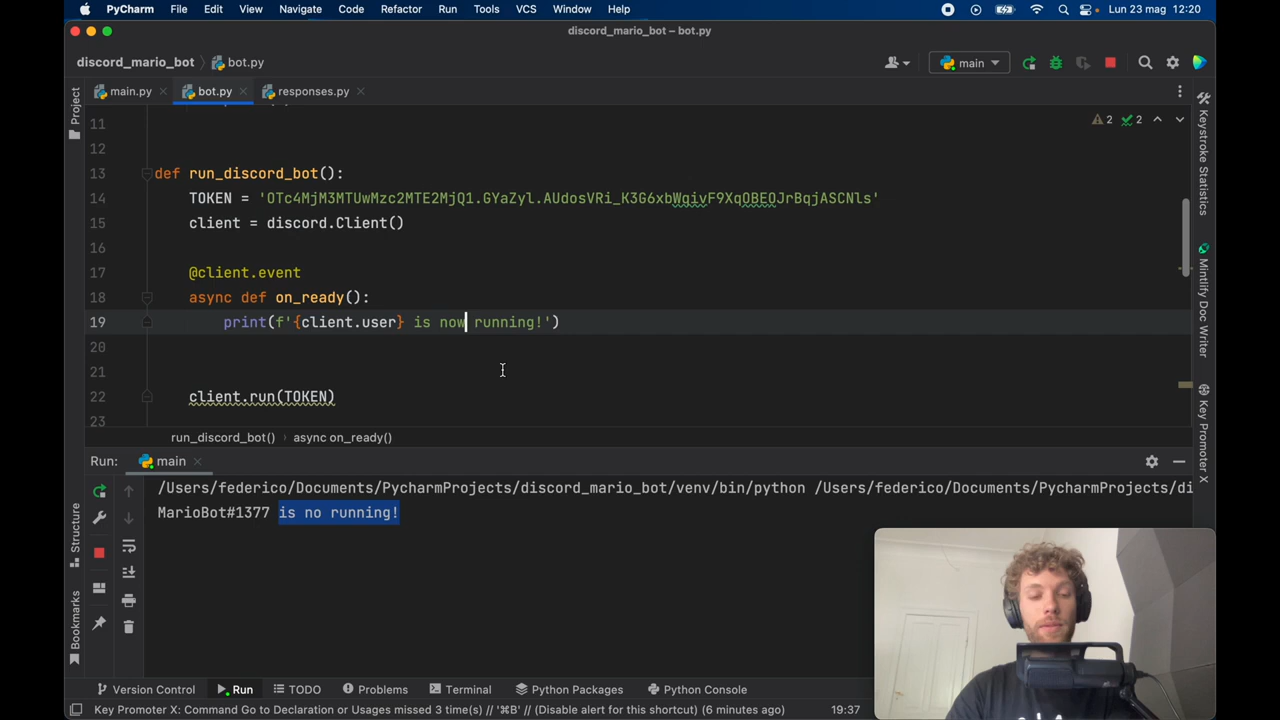 PyCharm File Edit View Navigate Code Refactor Run Tools VCS Window Help Lun 23 mag 12:20
discord_mario_bot – bot.py
discord_mario_bot bot.py main
main.py bot.py responses.py
Project
11
2 2
12
13 def run_discord_bot():
14 TOKEN = 'OTc4MjM3MTUwMzc2MTE2MjQ1.GYaZyl.AUdosVRi_K3G6xbWqivF9XqOBEOJrBqjASCNls'
15 client = discord.Client()
16
17 @client.event
18 async def on_ready():
19 print(f'{client.user} is now running!')
20
21
22 client.run(TOKEN)
23
run_discord_bot() async on_ready()
Keystroke Statistics
Mintlify Doc Writer
Key Promoter X
Run: main
/Users/federico/Documents/PycharmProjects/discord_mario_bot/venv/bin/python /Users/federico/Documents/PycharmProjects/di
MarioBot#1377 is no running!
Structure
Bookmarks
Version Control Run TODO Problems Terminal Python Packages Python Console
Key Promoter X: Command Go to Declaration or Usages missed 3 time(s) // '⌘B' // (Disable alert for this shortcut) (6 minutes ago) 19:37